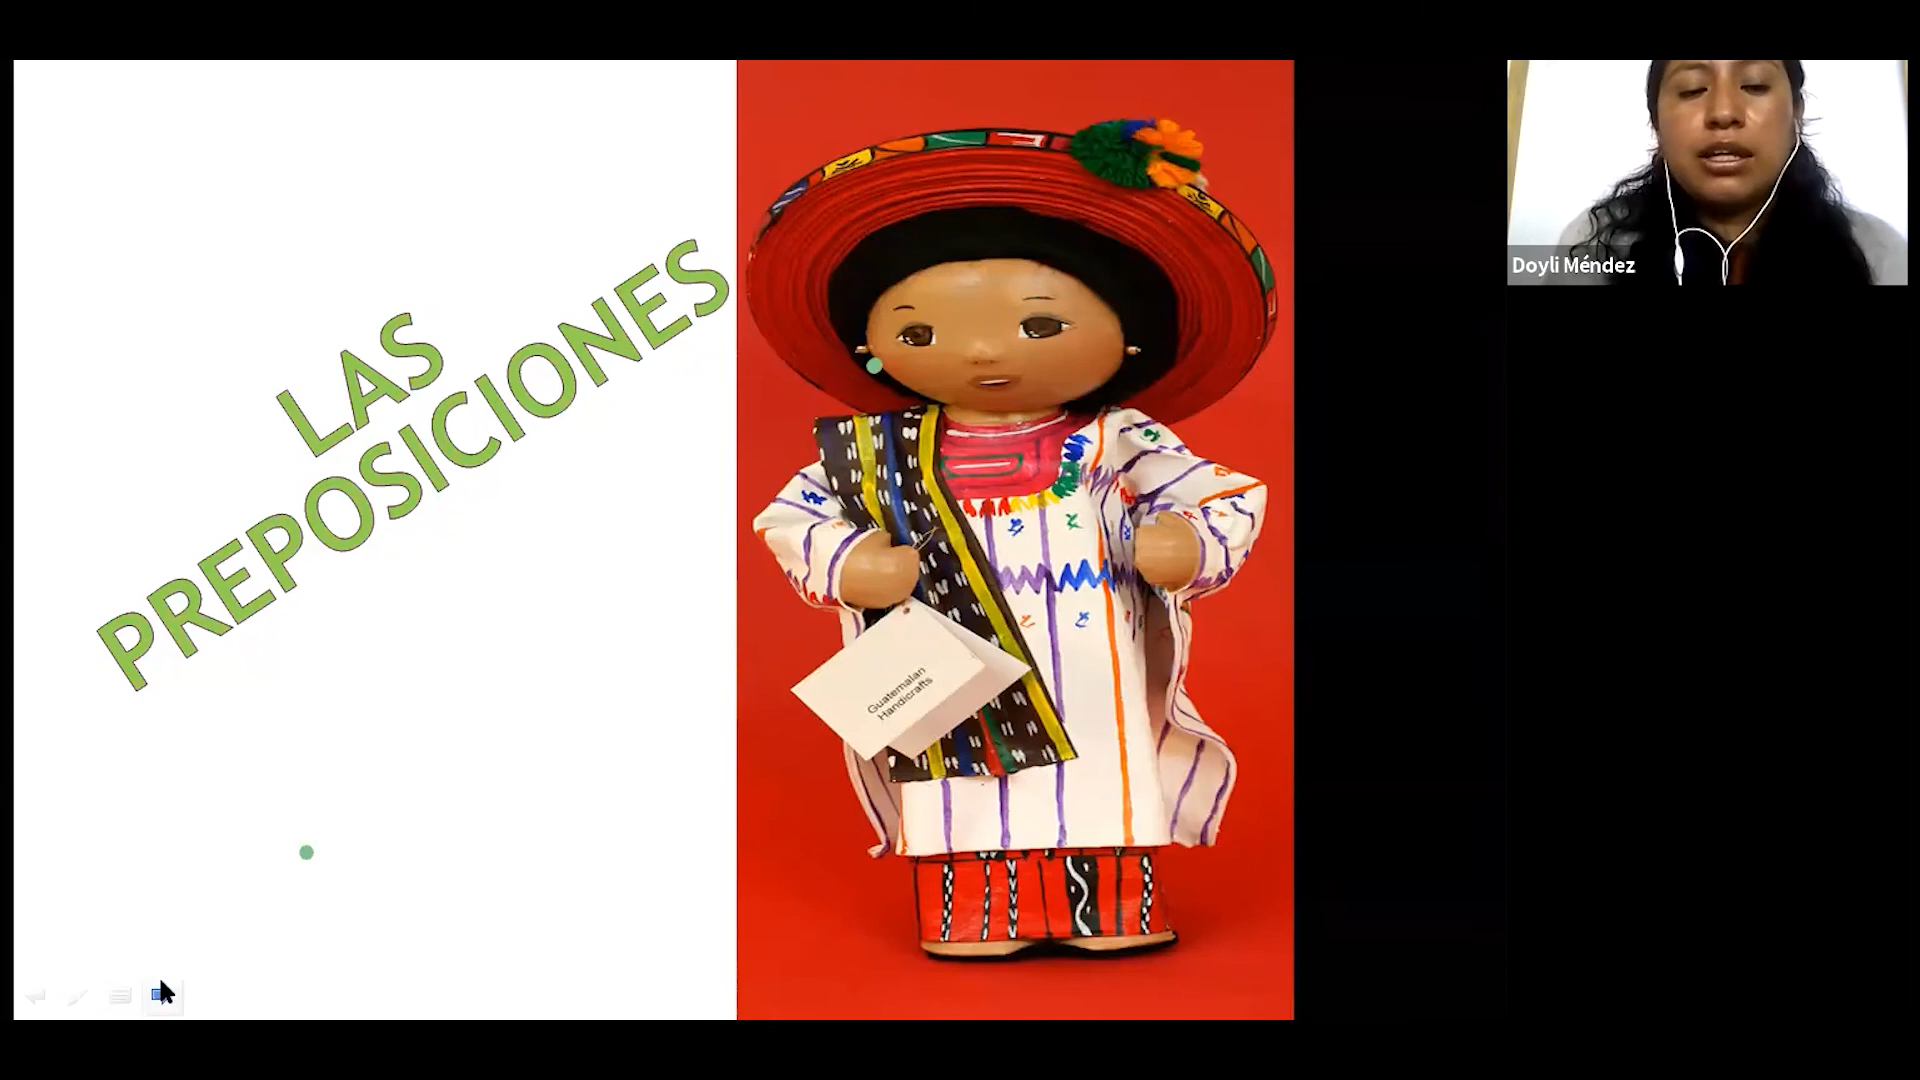 LAS
PREPOSICIONES
Guatemalan
Handicrafts
Doyli Méndez